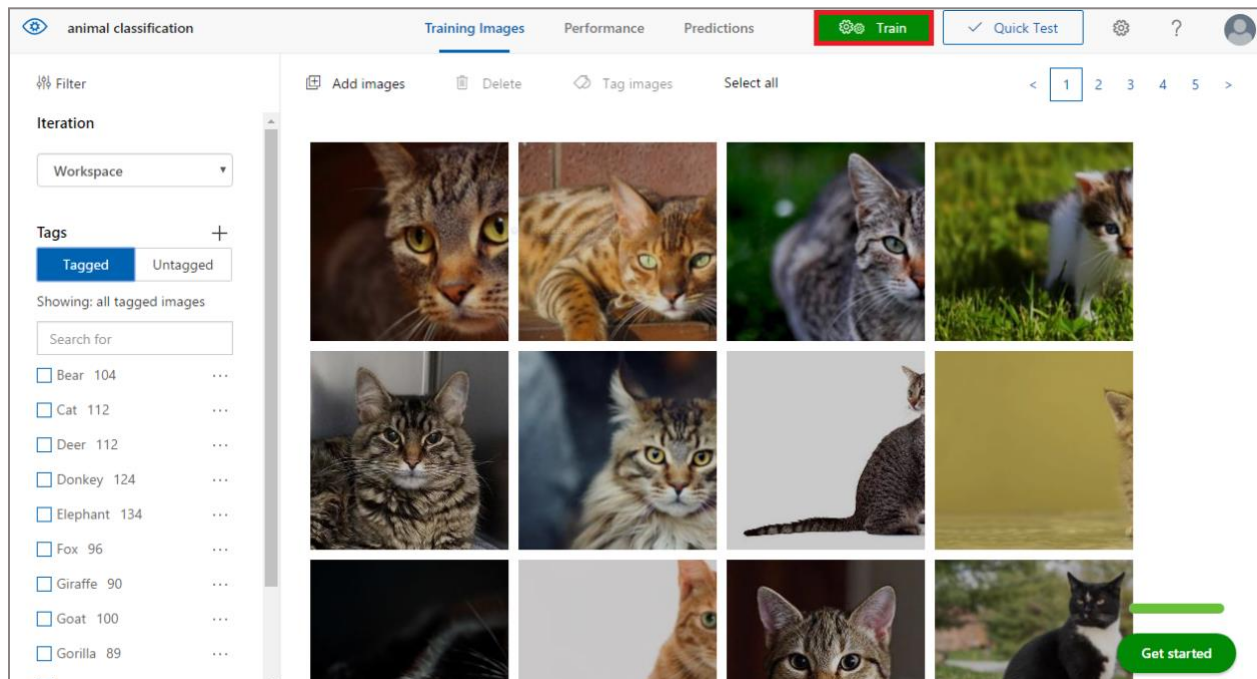 animal classification Training Images Performance Predictions Train Quick Test ?
Filter Add images Delete Tag images Select all < 1 2 3 4 5 >
Iteration
Workspace
Tags +
Tagged Untagged
Showing: all tagged images
Search for
Bear 104 ...
Cat 112 ...
Deer 112 ...
Donkey 124 ...
Elephant 134 ...
Fox 96 ...
Giraffe 90 ...
Goat 100 ...
Gorilla 89 ...
Get started